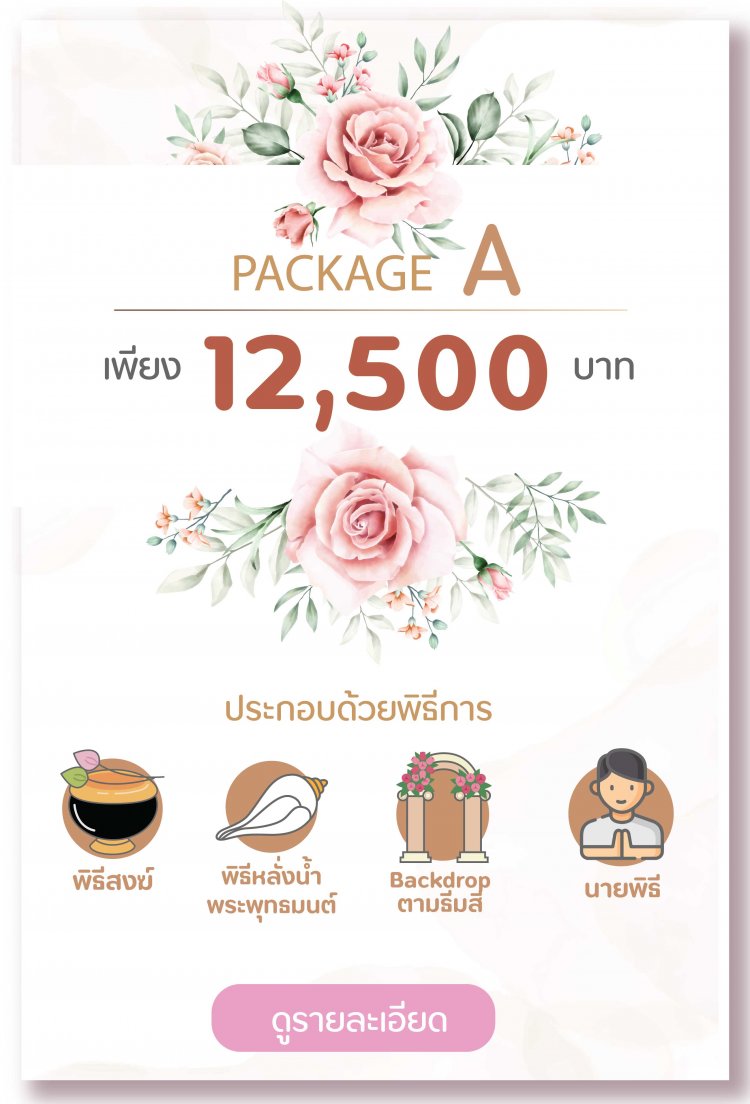 PACKAGE A
เพียง 12,500 บาท
ประกอบด้วยพิธีการ
พิธีสงฆ์
พิธีหลั่งน้ำ
พระพุทธมนต์
Backdrop
ตามธีมสี
นายพิธี
ดูรายละเอียด